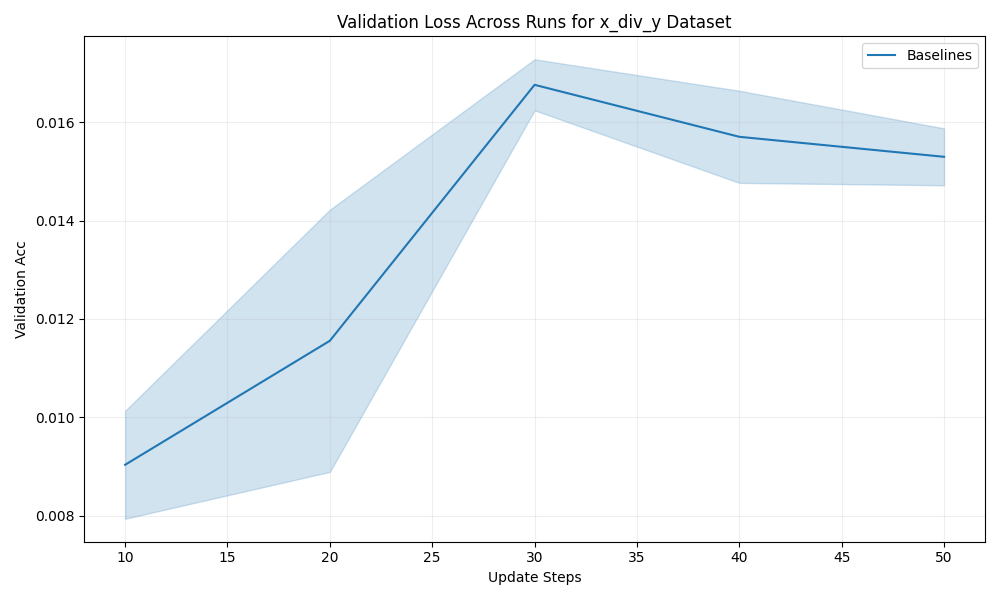 Validation Loss Across Runs for x_div_y Dataset
Baselines
Validation Acc
0.016
0.014
0.012
0.010
0.008
10 15 20 25 30 35 40 45 50
Update Steps